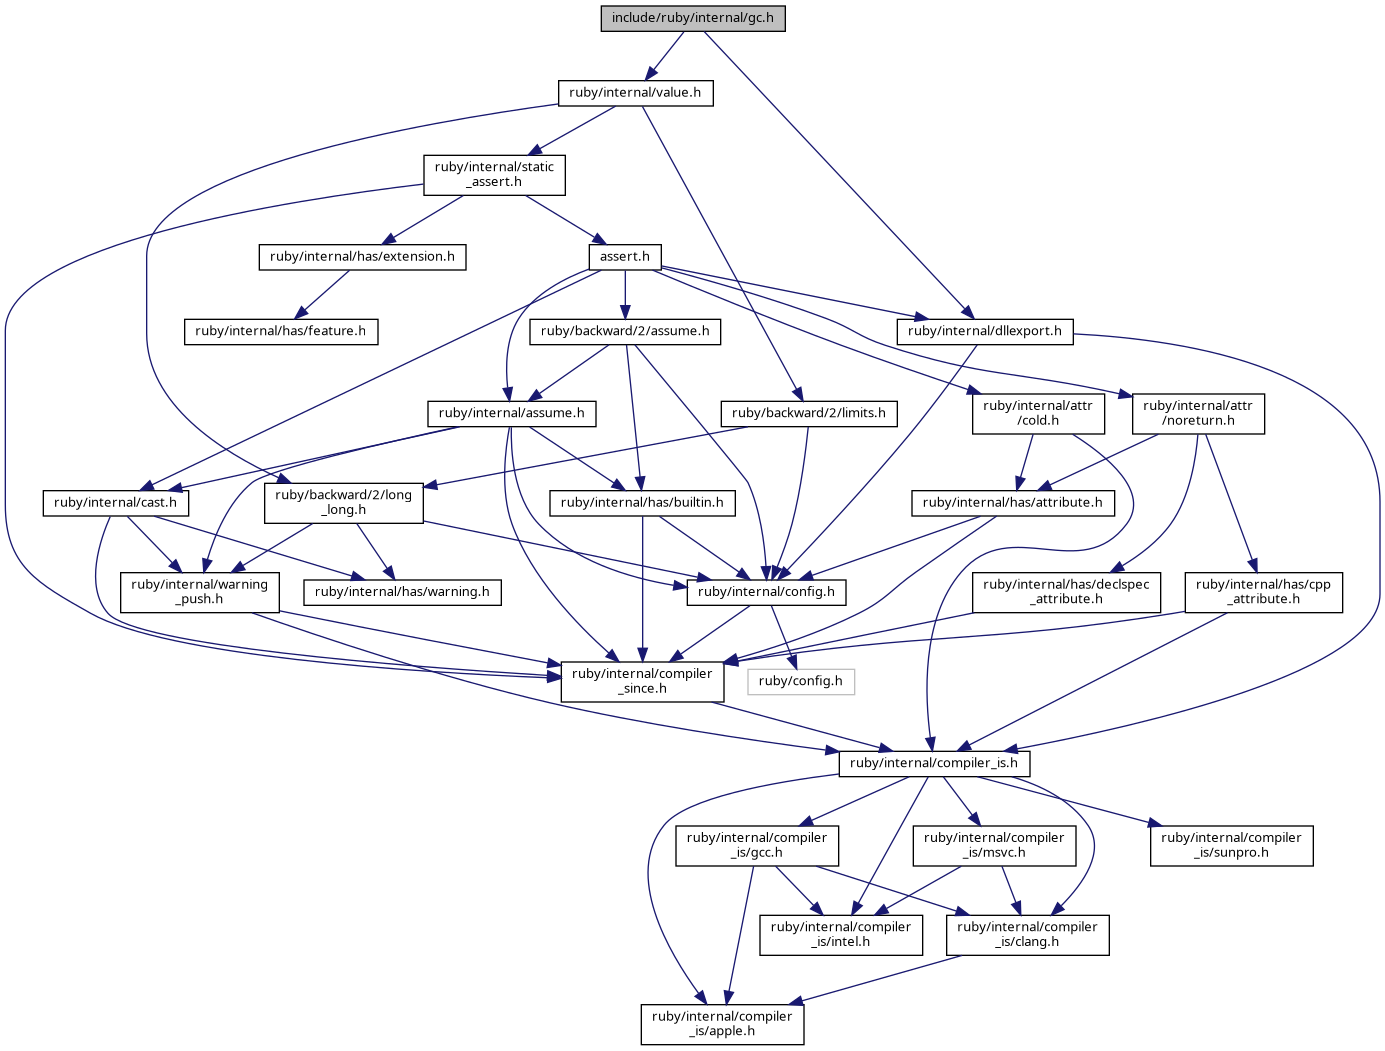 include/ruby/internal/gc.h
ruby/internal/value.h
ruby/internal/static
_assert.h
ruby/internal/has/extension.h
assert.h
ruby/internal/has/feature.h
ruby/backward/2/assume.h
ruby/internal/dllexport.h
ruby/internal/assume.h
ruby/backward/2/limits.h
ruby/internal/attr
/cold.h
ruby/internal/attr
/noreturn.h
ruby/internal/cast.h
ruby/backward/2/long
_long.h
ruby/internal/has/builtin.h
ruby/internal/has/attribute.h
ruby/internal/warning
_push.h
ruby/internal/has/warning.h
ruby/internal/config.h
ruby/internal/has/declspec
_attribute.h
ruby/internal/has/cpp
_attribute.h
ruby/internal/compiler
_since.h
ruby/config.h
ruby/internal/compiler_is.h
ruby/internal/compiler
_is/gcc.h
ruby/internal/compiler
_is/msvc.h
ruby/internal/compiler
_is/sunpro.h
ruby/internal/compiler
_is/intel.h
ruby/internal/compiler
_is/clang.h
ruby/internal/compiler
_is/apple.h